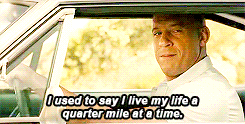 I used to say I live my life a
quarter mile at a time.